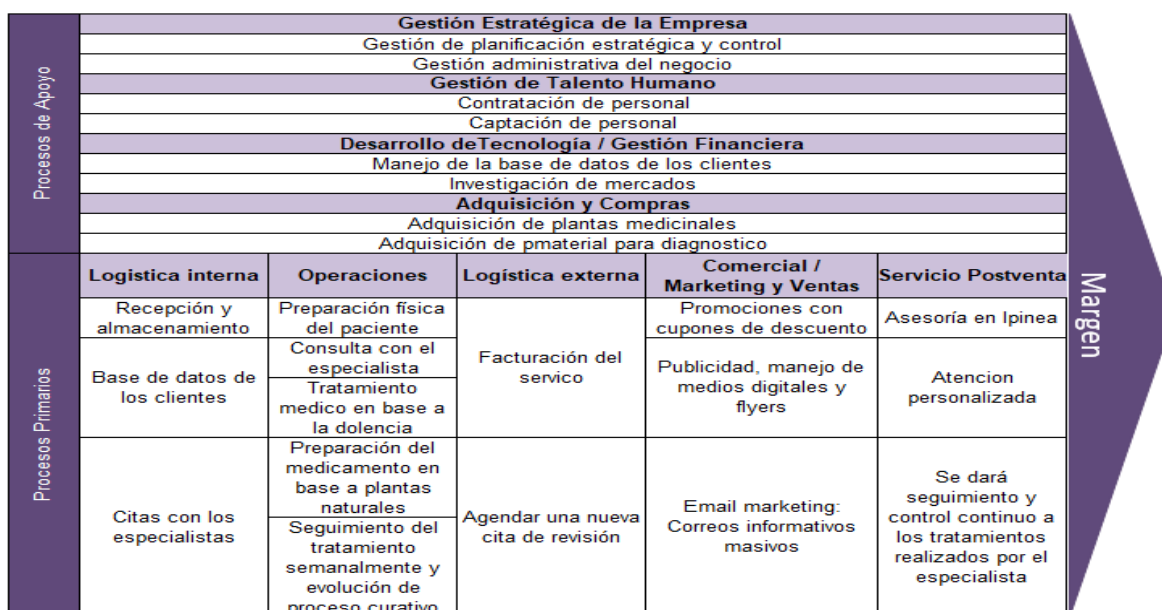 Procesos de Apoyo
Gestión Estratégica de la Empresa
Gestión de planificación estratégica y control
Gestión administrativa del negocio
Gestión de Talento Humano
Contratación de personal
Captación de personal
Desarrollo deTecnología / Gestión Financiera
Manejo de la base de datos de los clientes
Investigación de mercados
Adquisición y Compras
Adquisición de plantas medicinales
Adquisición de pmaterial para diagnostico
Procesos Primarios
Logistica interna
Recepción y
almacenamiento
Base de datos de
los clientes
Citas con los
especialistas
Operaciones
Preparación física
del paciente
Consulta con el
especialista
Tratamiento
medico en base a
la dolencia
Preparación del
medicamento en
base a plantas
naturales
Seguimiento del
tratamiento
semanalmente y
evolución de
proceso curativo
Logística externa
Facturación del
servico
Agendar una nueva
cita de revisión
Comercial /
Marketing y Ventas
Promociones con
cupones de descuento
Publicidad, manejo de
medios digitales y
flyers
Email marketing:
Correos informativos
masivos
Servicio Postventa
Asesoría en lpinea
Atencion
personalizada
Se dará
seguimiento y
control continuo a
los tratamientos
realizados por el
especialista
Margen